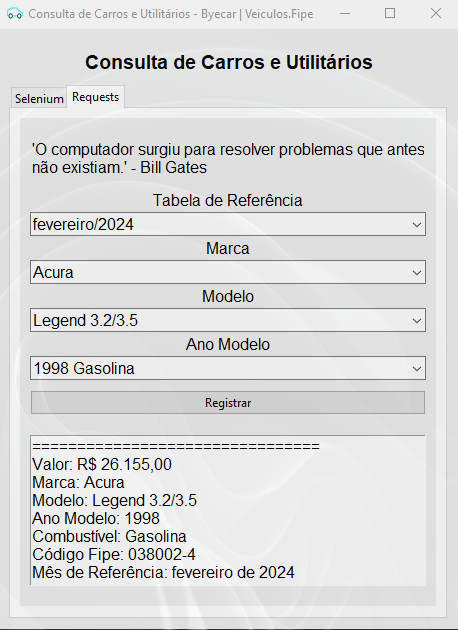 Consulta de Carros e Utilitários - Byecar | Veiculos.Fipe
Consulta de Carros e Utilitários
Selenium
Requests
'O computador surgiu para resolver problemas que antes
não existiam.' - Bill Gates
Tabela de Referência
fevereiro/2024
Marca
Acura
Modelo
Legend 3.2/3.5
Ano Modelo
1998 Gasolina
Registrar
================================
Valor: R$ 26.155,00
Marca: Acura
Modelo: Legend 3.2/3.5
Ano Modelo: 1998
Combustível: Gasolina
Código Fipe: 038002-4
Mês de Referência: fevereiro de 2024